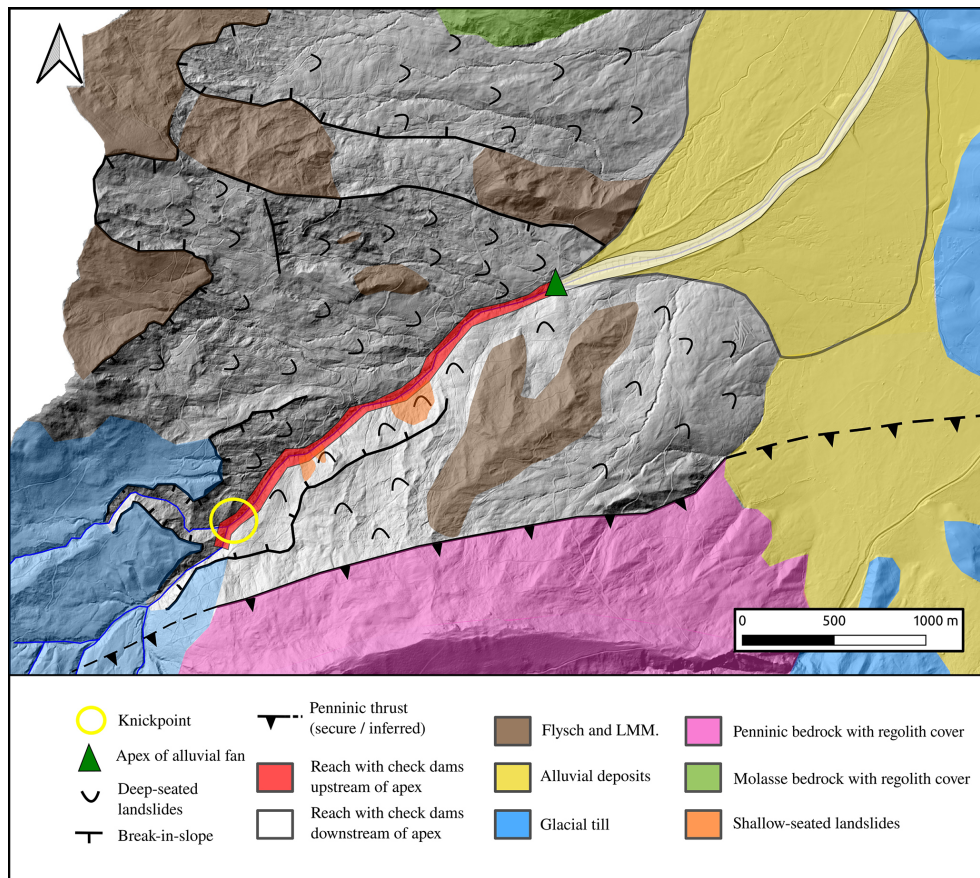 0 500 1000 m
Knickpoint
Apex of alluvial fan
Deep-seated
landslides
Break-in-slope
Penninic thrust
(secure / inferred)
Reach with check dams
upstream of apex
Reach with check dams
downstream of apex
Flysch and LMM.
Alluvial deposits
Glacial till
Penninic bedrock with regolith cover
Molasse bedrock with regolith cover
Shallow-seated landslides